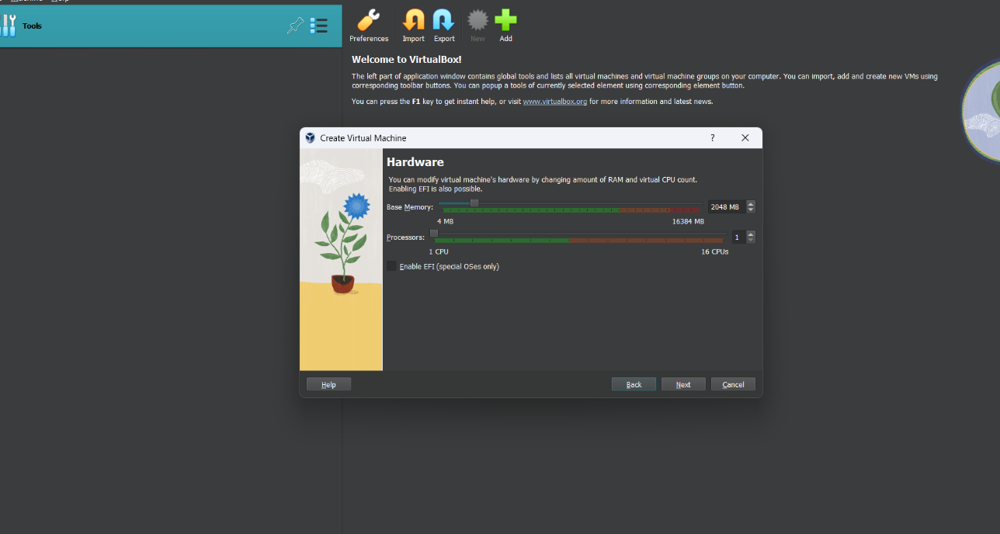 Tools
Preferences
Import
Export
New
Add
Welcome to VirtualBox!
The left part of application window contains global tools and lists all virtual machines and virtual machine groups on your computer. You can import, add and create new VMs using
corresponding toolbar buttons. You can popup a tools of currently selected element using corresponding element button.
You can press the F1 key to get instant help, or visit www.virtualbox.org for more information and latest news.
Create Virtual Machine
?
Hardware
You can modify virtual machine's hardware by changing amount of RAM and virtual CPU count.
Enabling EFI is also possible.
Base Memory:
2048 MB
4 MB
16384 MB
Processors:
1
1 CPU
16 CPUs
Enable EFI (special OSes only)
Help
Back
Next
Cancel